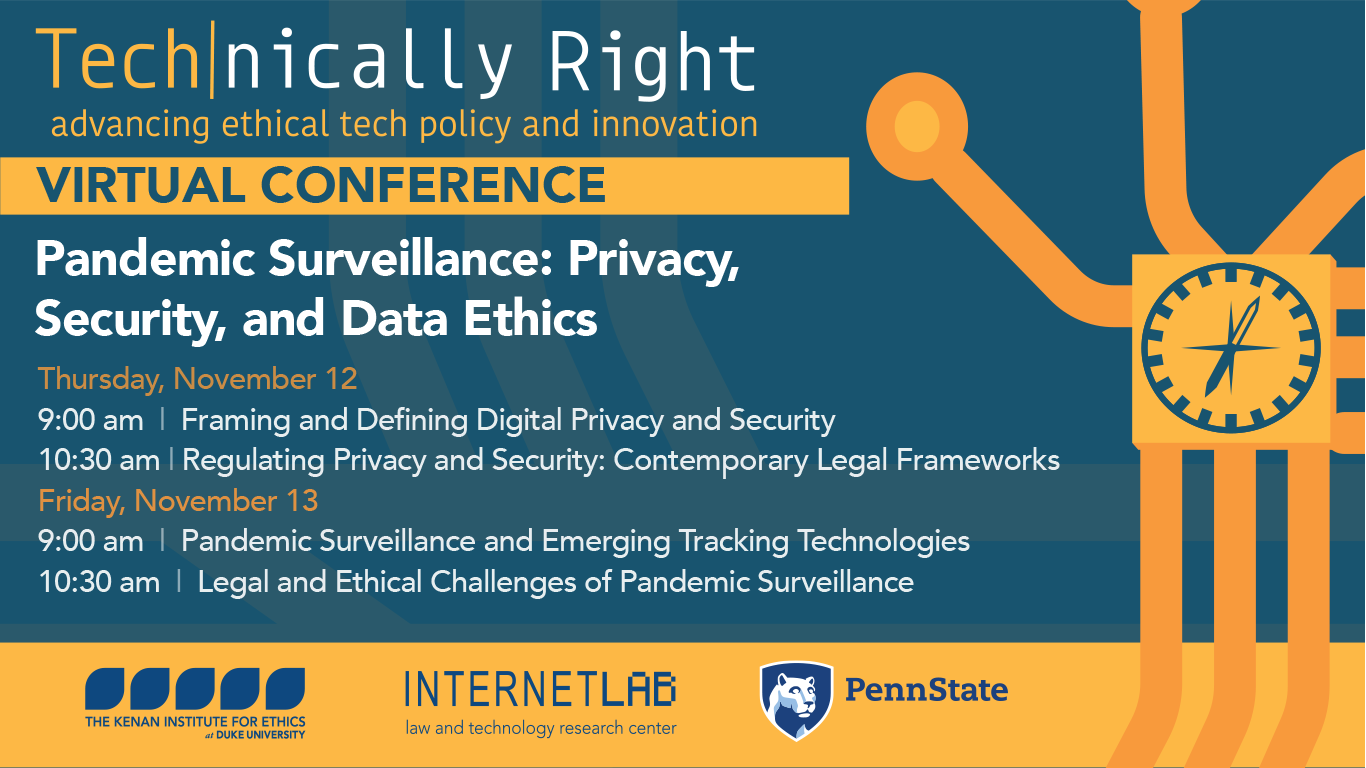 Tech|nically Right
advancing ethical tech policy and innovation
VIRTUAL CONFERENCE
Pandemic Surveillance: Privacy,
Security, and Data Ethics
Thursday, November 12
9:00 am | Framing and Defining Digital Privacy and Security
10:30 am | Regulating Privacy and Security: Contemporary Legal Frameworks
Friday, November 13
9:00 am | Pandemic Surveillance and Emerging Tracking Technologies
10:30 am | Legal and Ethical Challenges of Pandemic Surveillance
THE KENAN INSTITUTE FOR ETHICS
at DUKE UNIVERSITY
INTERNETLAB
law and technology research center
PennState